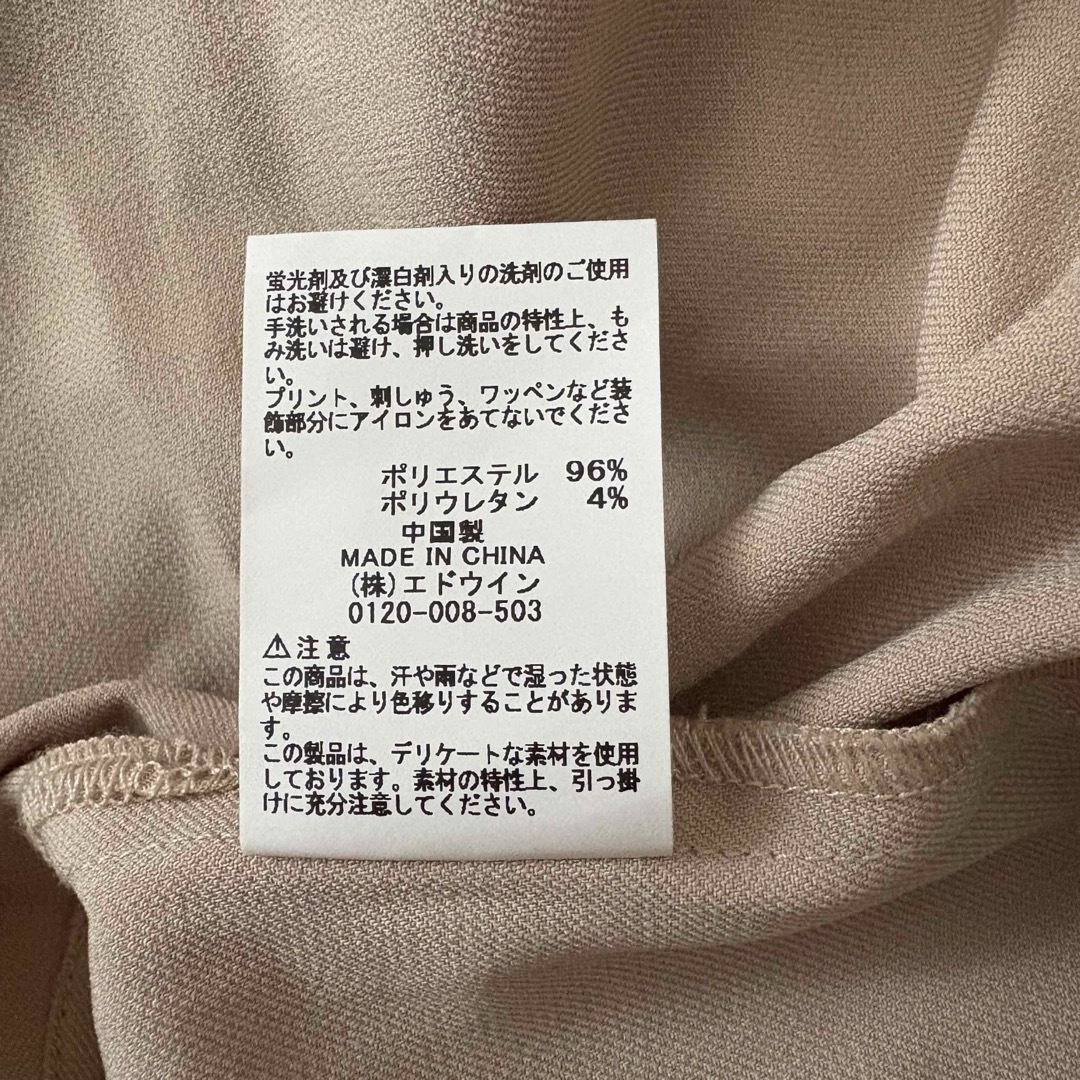 蛍光剤及び漂白剤入りの洗剤のご使用
はお避けください。
手洗いされる場合は商品の特性上、も
み洗いは避け、押し洗いをしてくださ
い。
プリント、刺しゅう、ワッペンなど装
飾部分にアイロンをあてないでくださ
い。
ポリエステル 96%
ポリウレタン 4%
中国製
MADE IN CHINA
(株)エドウイン
0120-008-503
⚠注意
この商品は、汗や雨などで湿った状態
や摩擦により色移りすることがありま
す。
この製品は、デリケートな素材を使用
しております。素材の特性上、引っ掛
けに充分注意してください。